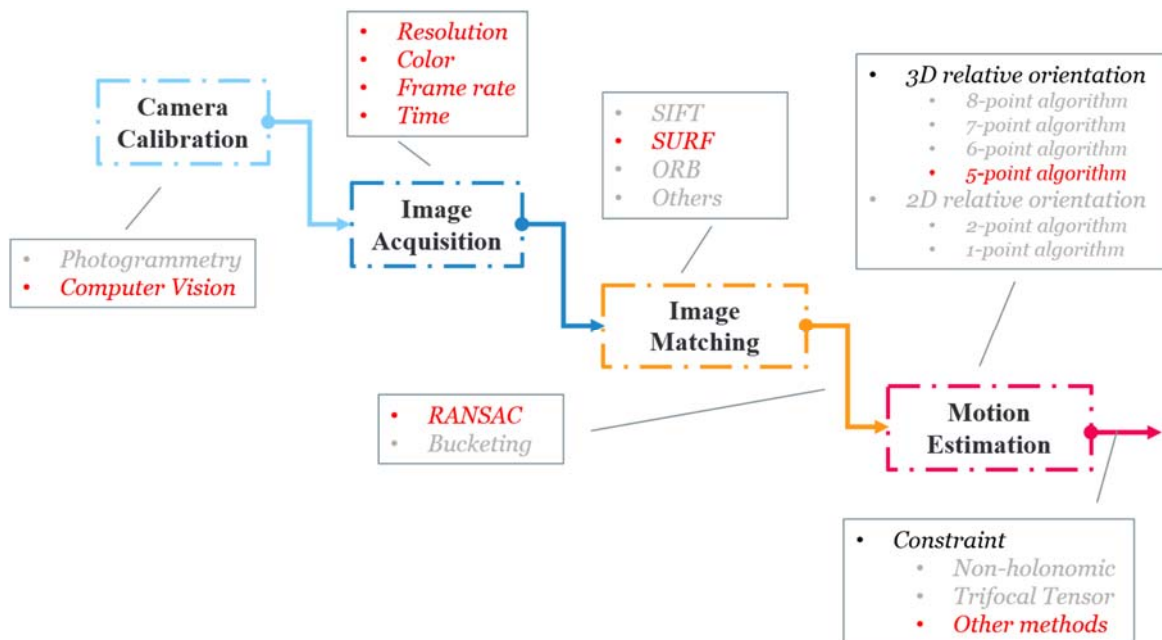 • Resolution
• Color
• Frame rate
• Time
Camera
Calibration
• Photogrammetry
• Computer Vision
Image
Acquisition
• SIFT
• SURF
• ORB
• Others
Image
Matching
• RANSAC
• Bucketing
• 3D relative orientation
• 8-point algorithm
• 7-point algorithm
• 6-point algorithm
• 5-point algorithm
• 2D relative orientation
• 2-point algorithm
• 1-point algorithm
Motion
Estimation
• Constraint
• Non-holonomic
• Trifocal Tensor
• Other methods